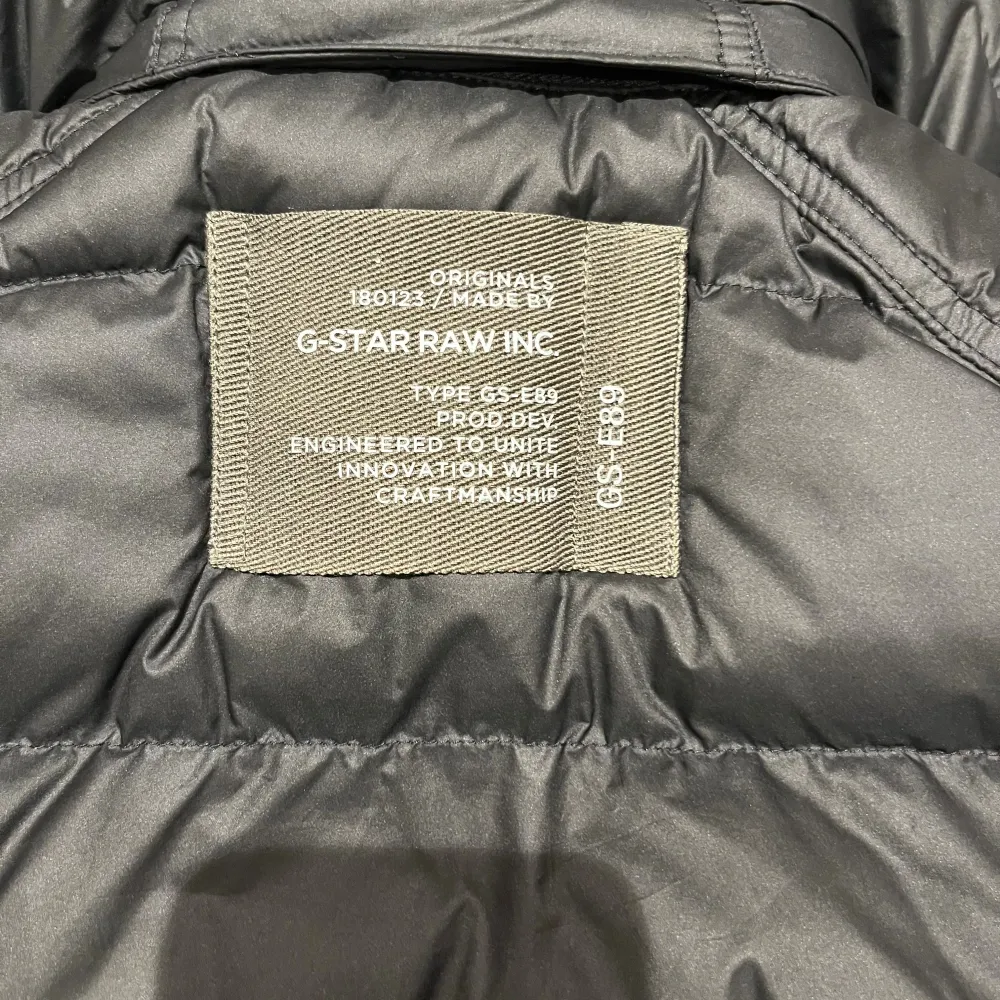 ORIGINALS
180123 / MADE BY
G-STAR RAW INC.
TYPE GS-E89
PROD.DEV.
ENGINEERED TO UNITE
INNOVATION WITH
CRAFTMANSHIP
GS-E89